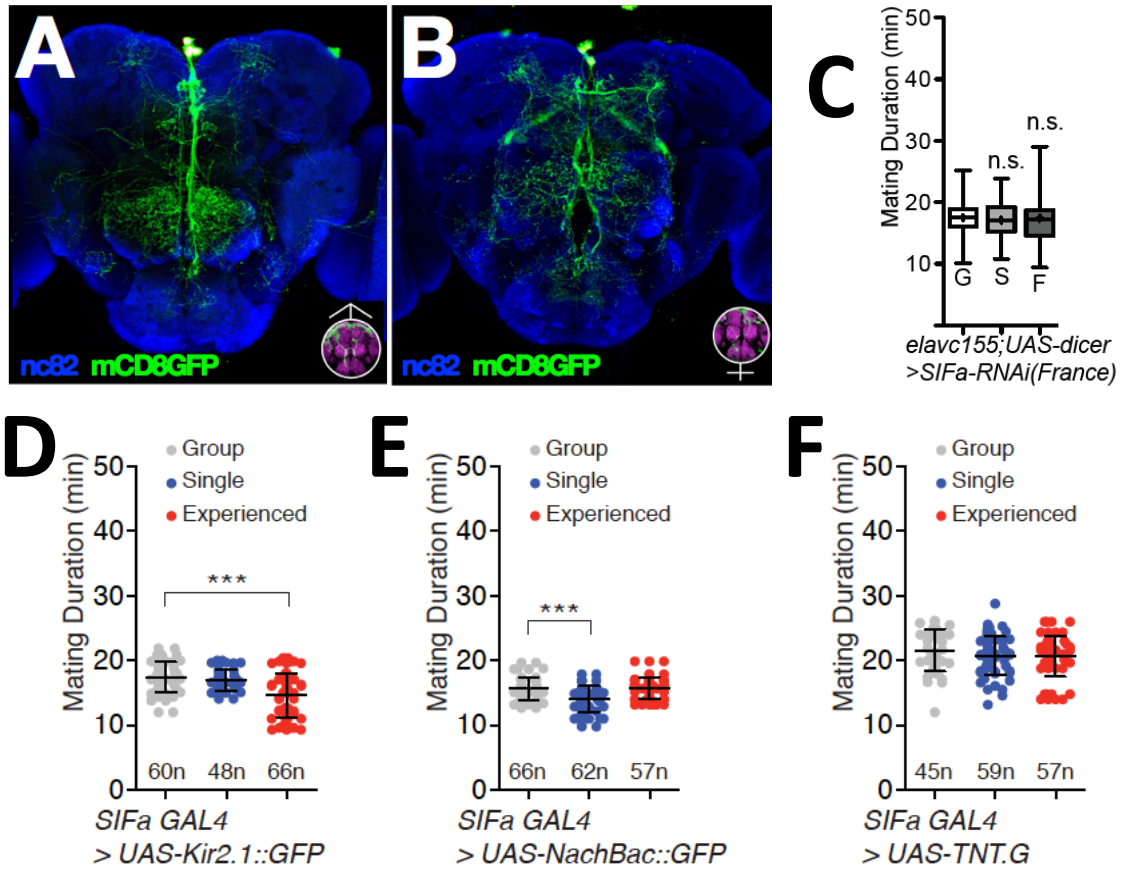 A
nc82 mCD8GFP
B
nc82 mCD8GFP
C
Mating Duration (min)
50
40
30
20
10
n.s.
n.s.
G S F
elavc155;UAS-dicer
>SIFa-RNAi(France)
D
Mating Duration (min)
50
40
30
20
10
0
Group
Single
Experienced
***
60n 48n 66n
SIFa GAL4
> UAS-Kir2.1::GFP
E
Mating Duration (min)
50
40
30
20
10
0
Group
Single
Experienced
***
66n 62n 57n
SIFa GAL4
> UAS-NachBac::GFP
F
Mating Duration (min)
50
40
30
20
10
0
Group
Single
Experienced
45n 59n 57n
SIFa GAL4
> UAS-TNT.G